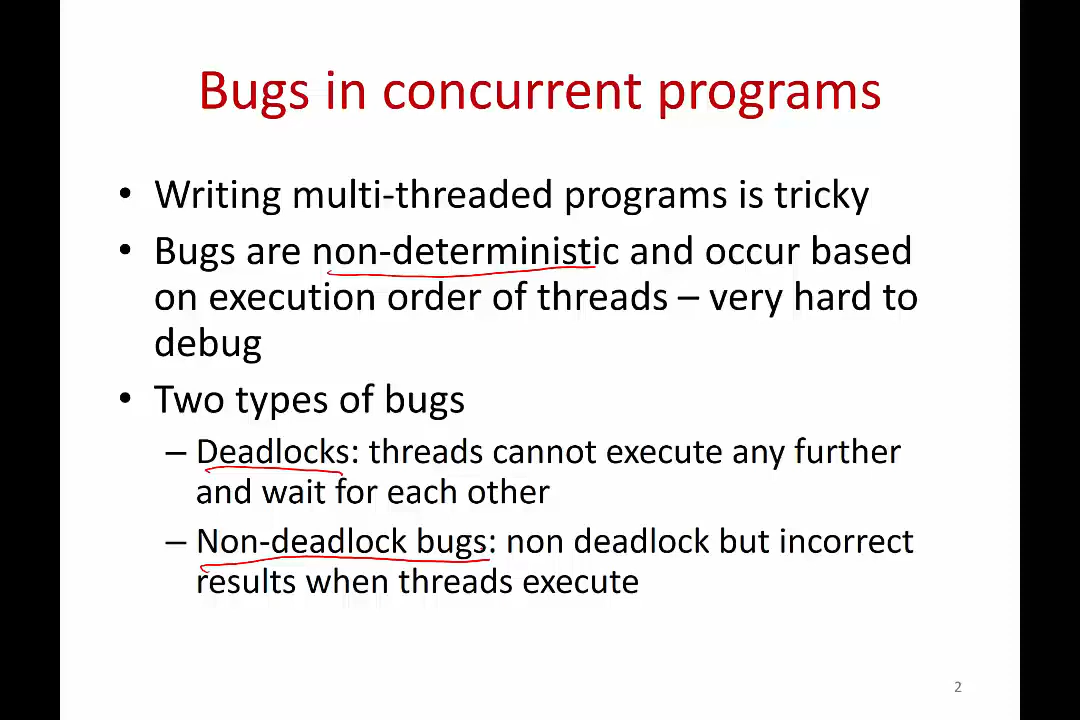 Bugs in concurrent programs
• Writing multi-threaded programs is tricky
• Bugs are non-deterministic and occur based
on execution order of threads – very hard to
debug
• Two types of bugs
– Deadlocks: threads cannot execute any further
and wait for each other
– Non-deadlock bugs: non deadlock but incorrect
results when threads execute
2